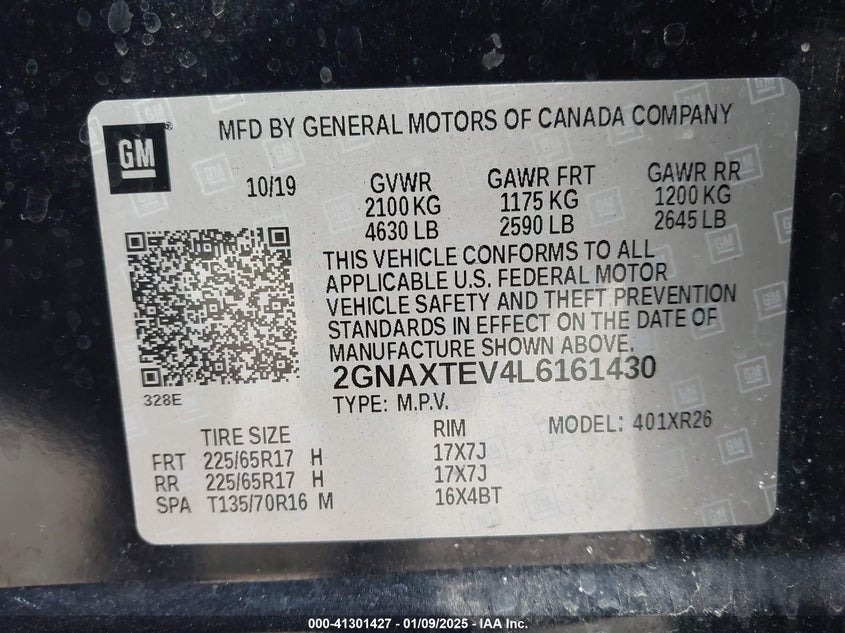 GM
MFD BY GENERAL MOTORS OF CANADA COMPANY
10/19
GVWR
2100 KG
4630 LB
GAWR FRT
1175 KG
2590 LB
GAWR RR
1200 KG
2645 LB
THIS VEHICLE CONFORMS TO ALL
APPLICABLE U.S. FEDERAL MOTOR
VEHICLE SAFETY AND THEFT PREVENTION
STANDARDS IN EFFECT ON THE DATE OF
MANUFACTURE SHOWN ABOVE.
2GNAXTEV4L6161430
328E
TYPE: M.P.V.
MODEL: 401XR26
TIRE SIZE RIM
FRT 225/65R17 H 17X7J
RR 225/65R17 H 17X7J
SPA T135/70R16 M 16X4BT
000-41301427 - 01/09/2025 - IAA Inc.